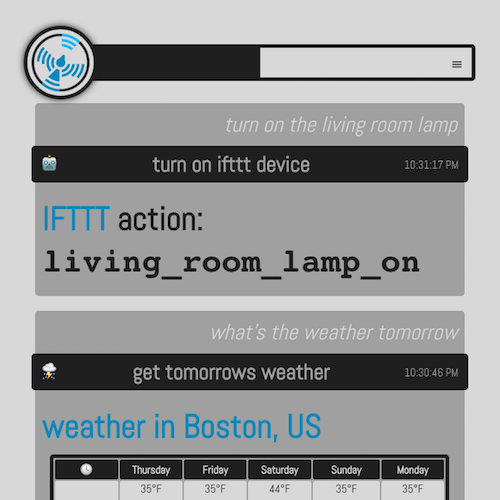 turn on the living room lamp
turn on ifttt device 10:31:17 PM
IFTTT action:
living_room_lamp_on
what's the weather tomorrow
get tomorrows weather 10:30:46 PM
weather in Boston, US
Thursday Friday Saturday Sunday Monday
35°F 35°F 44°F 35°F 35°F